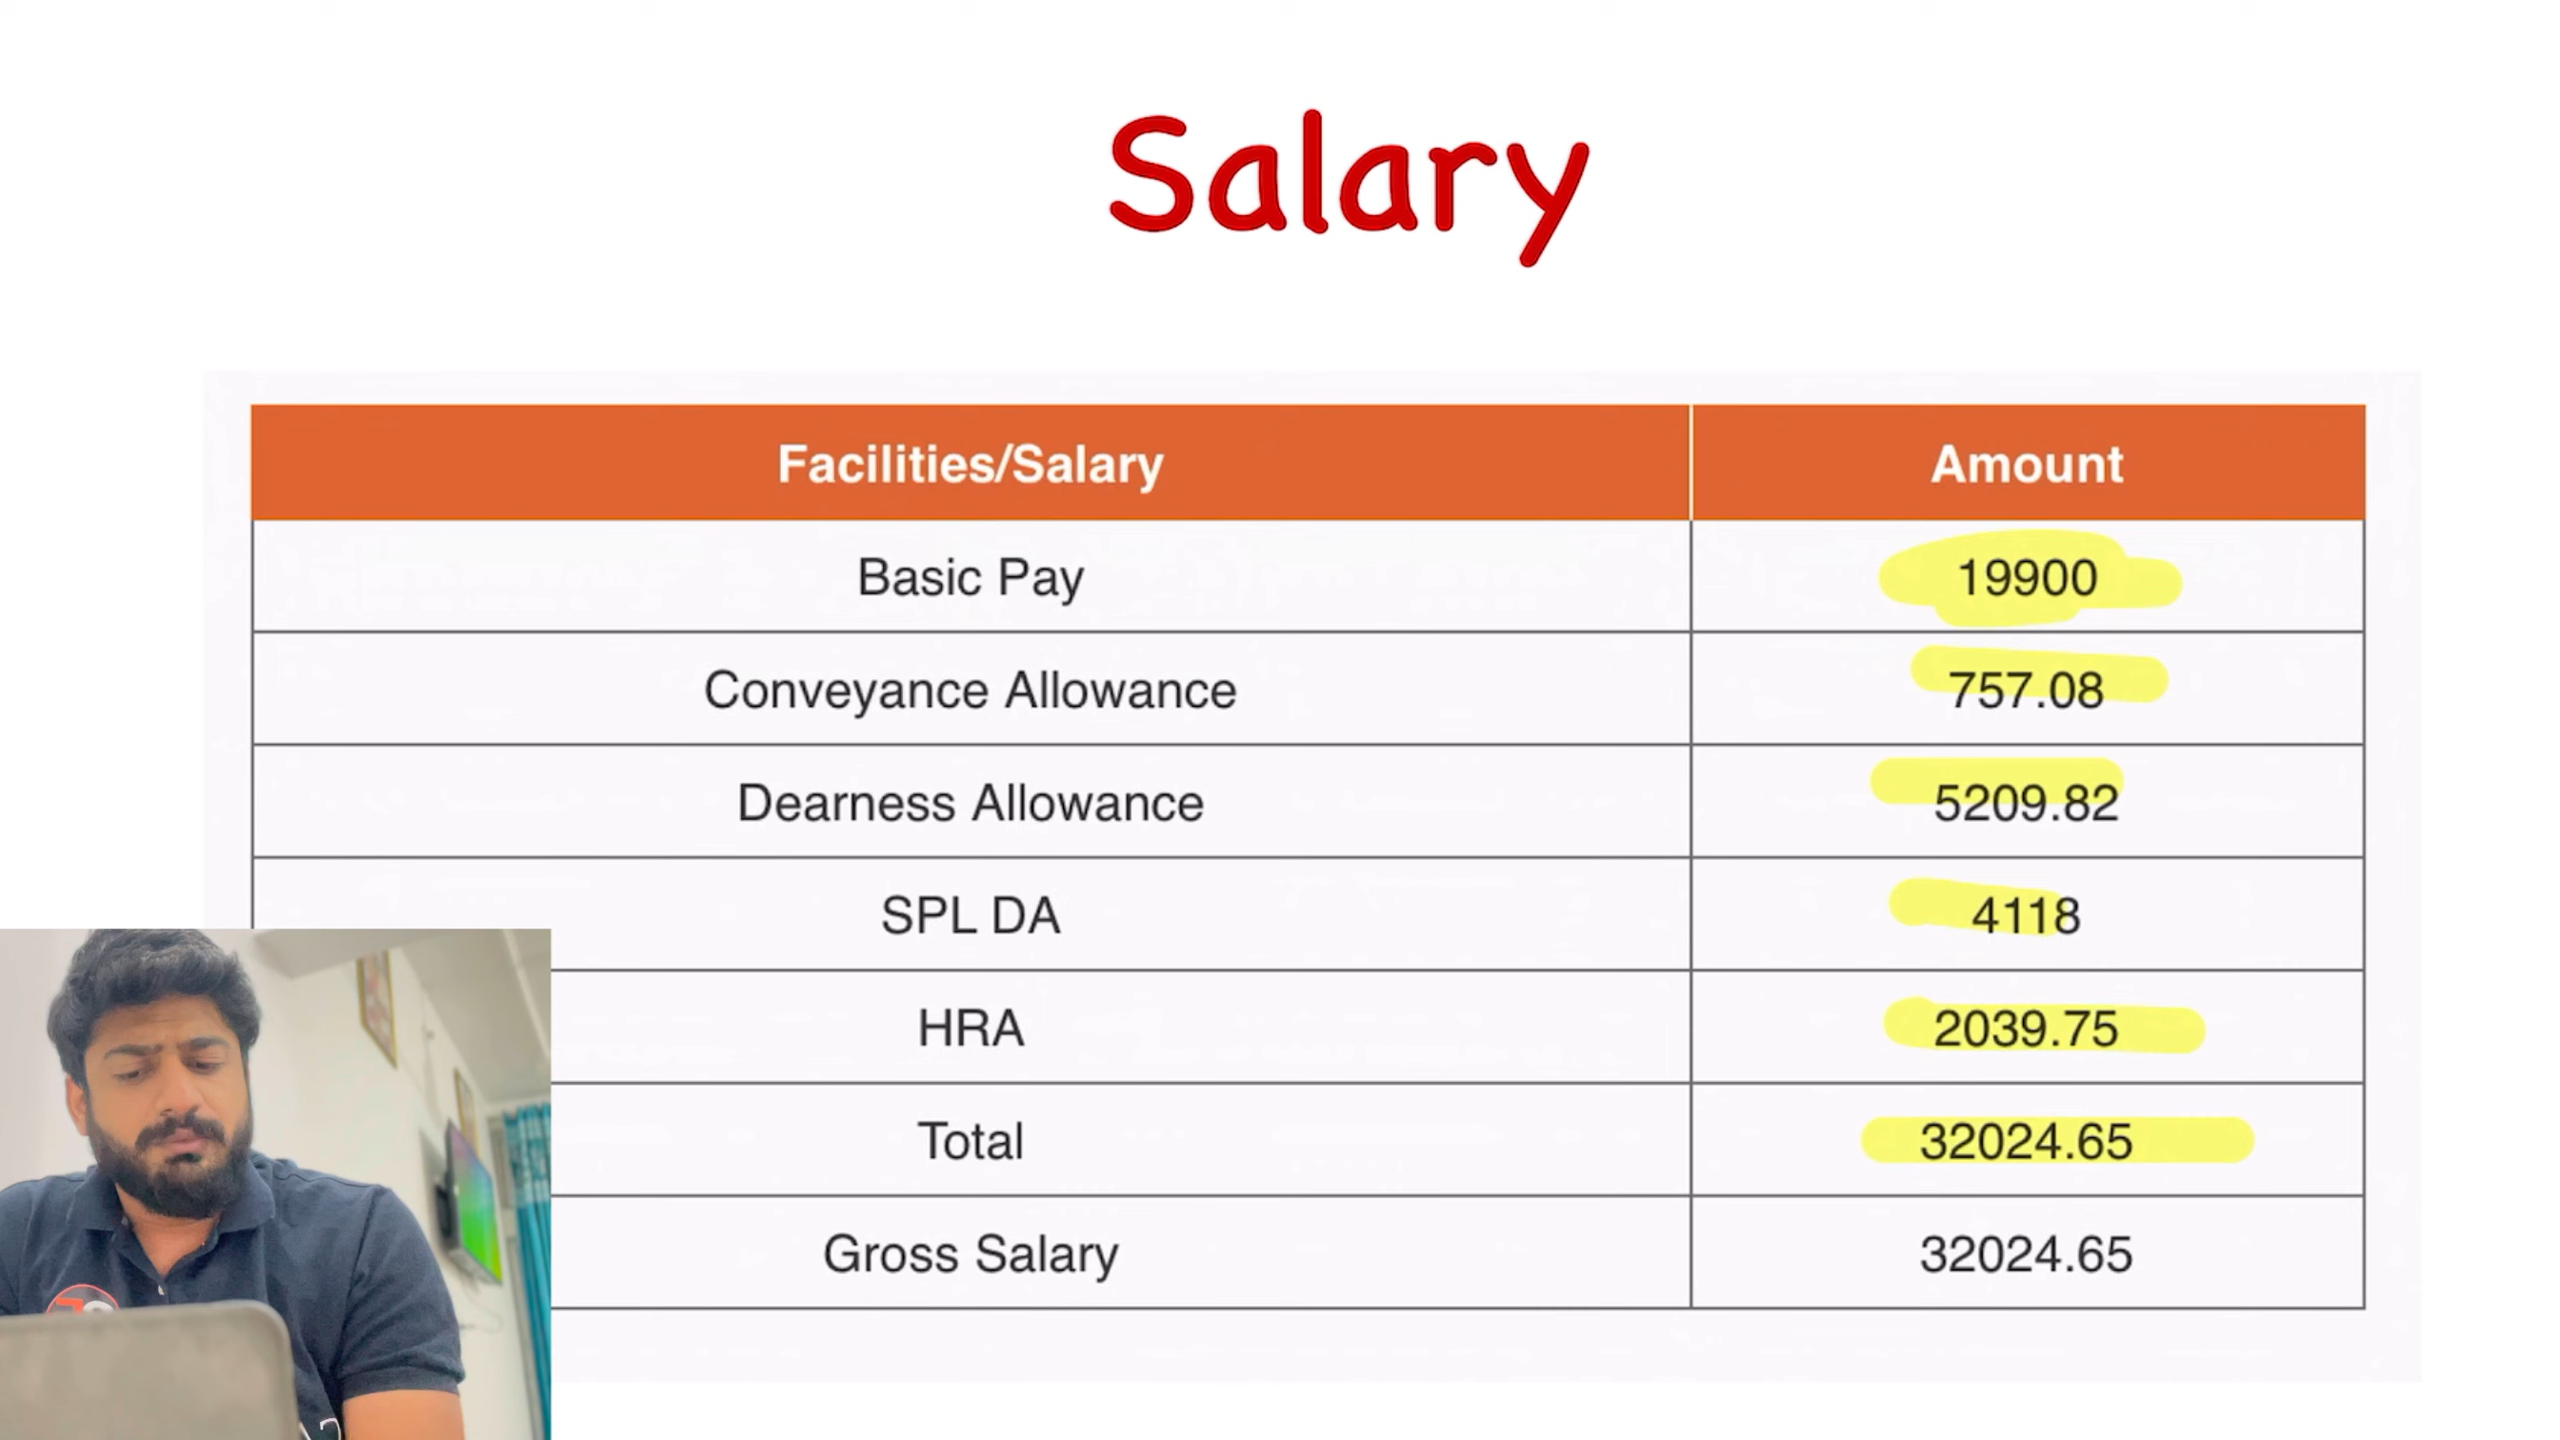 Salary
Facilities/Salary Amount
Basic Pay 19900
Conveyance Allowance 757.08
Dearness Allowance 5209.82
SPL DA 4118
HRA 2039.75
Total 32024.65
Gross Salary 32024.65